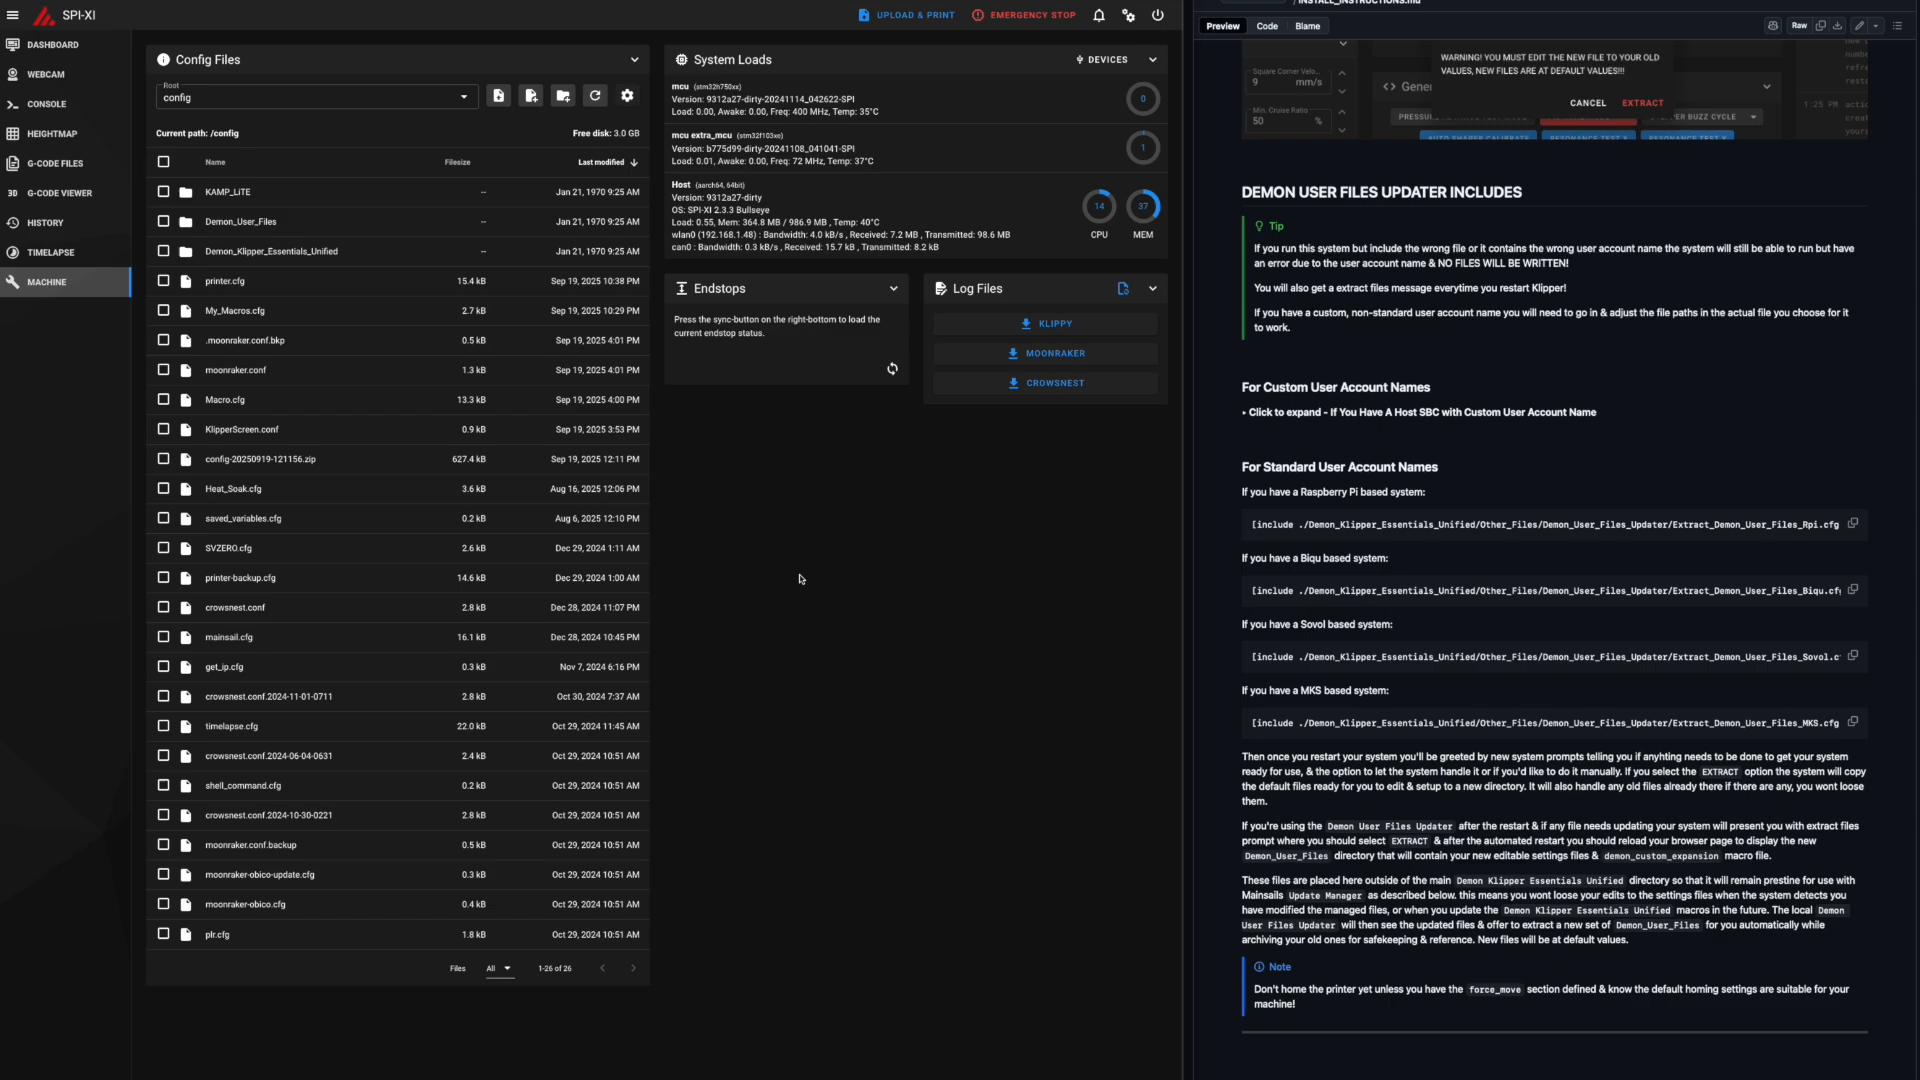 SPI-XI
UPLOAD & PRINT
EMERGENCY STOP
DASHBOARD
WEBCAM
CONSOLE
HEIGHTMAP
G-CODE FILES
3D G-CODE VIEWER
HISTORY
TIMELAPSE
MACHINE
Config Files
Root
config
Current path: /config
Free disk: 3.0 GB
Name Filesize Last modified
KAMP_LiTE -- Jan 21, 1970 9:25 AM
Demon_User_Files -- Jan 21, 1970 9:25 AM
Demon_Klipper_Essentials_Unified -- Jan 21, 1970 9:25 AM
printer.cfg 15.4 kB Sep 19, 2025 10:38 PM
My_Macros.cfg 2.7 kB Sep 19, 2025 10:29 PM
.moonraker.conf.bkp 0.5 kB Sep 19, 2025 4:01 PM
moonraker.conf 1.3 kB Sep 19, 2025 4:01 PM
Macro.cfg 13.3 kB Sep 19, 2025 4:00 PM
KlipperScreen.conf 0.9 kB Sep 19, 2025 3:53 PM
config-20250919-121156.zip 627.4 kB Sep 19, 2025 12:11 PM
Heat_Soak.cfg 3.6 kB Aug 16, 2025 12:06 PM
saved_variables.cfg 0.2 kB Aug 6, 2025 12:10 PM
SVZERO.cfg 2.6 kB Dec 29, 2024 1:11 AM
printer-backup.cfg 14.6 kB Dec 29, 2024 1:00 AM
crowsnest.conf 2.8 kB Dec 28, 2024 11:07 PM
mainsail.cfg 16.1 kB Dec 28, 2024 10:45 PM
get_ip.cfg 0.3 kB Nov 7, 2024 6:16 PM
crowsnest.conf.2024-11-01-0711 2.8 kB Oct 30, 2024 7:37 AM
timelapse.cfg 22.0 kB Oct 29, 2024 11:45 AM
crowsnest.conf.2024-06-04-0631 2.4 kB Oct 29, 2024 10:51 AM
shell_command.cfg 0.2 kB Oct 29, 2024 10:51 AM
crowsnest.conf.2024-10-30-0221 2.8 kB Oct 29, 2024 10:51 AM
moonraker.conf.backup 0.5 kB Oct 29, 2024 10:51 AM
moonraker-obico-update.cfg 0.3 kB Oct 29, 2024 10:51 AM
moonraker-obico.cfg 0.4 kB Oct 29, 2024 10:51 AM
plr.cfg 1.8 kB Oct 29, 2024 10:51 AM
Files All 1-26 of 26
System Loads
DEVICES
mcu (stm32h750xx)
Version: 9312a27-dirty-20241114_042622-SPI
Load: 0.00, Awake: 0.00, Freq: 400 MHz, Temp: 35°C
0
mcu extra_mcu (stm32f103xe)
Version: b775d99-dirty-20241108_041041-SPI
Load: 0.01, Awake: 0.00, Freq: 72 MHz, Temp: 37°C
1
Host (aarch64, 64bit)
Version: 9312a27-dirty
OS: SPI-XI 2.3.3 Bullseye
Load: 0.55, Mem: 364.8 MB / 986.9 MB , Temp: 40°C
wlan0 (192.168.1.48) : Bandwidth: 4.0 kB/s , Received: 7.2 MB , Transmitted: 98.6 MB
can0 : Bandwidth: 0.3 kB/s , Received: 15.7 kB , Transmitted: 8.2 kB
14 37
CPU MEM
Endstops
Press the sync-button on the right-bottom to load the
current endstop status.
Log Files
KLIPPY
MOONRAKER
CROWSNEST
/INSTALL_INSTRUCTIONS.md
Preview Code Blame
Raw
WARNING! YOU MUST EDIT THE NEW FILE TO YOUR OLD
VALUES, NEW FILES ARE AT DEFAULT VALUES!!!
CANCEL EXTRACT
Square Corner Velo...
9 mm/s
Min. Cruise Ratio
50 %
Gener
PRESSU
PER BUZZ CYCLE
AUTO SHAPER CALIBRATE RESONANCE TEST X RESONANCE TEST Y
1:25 PM
DEMON USER FILES UPDATER INCLUDES
Tip
If you run this system but include the wrong file or it contains the wrong user account name the system will still be able to run but have
an error due to the user account name & NO FILES WILL BE WRITTEN!
You will also get a extract files message everytime you restart Klipper!
If you have a custom, non-standard user account name you will need to go in & adjust the file paths in the actual file you choose for it
to work.
For Custom User Account Names
Click to expand - If You Have A Host SBC with Custom User Account Name
For Standard User Account Names
If you have a Raspberry Pi based system:
[include ./Demon_Klipper_Essentials_Unified/Other_Files/Demon_User_Files_Updater/Extract_Demon_User_Files_Rpi.cfg
If you have a Biqu based system:
[include ./Demon_Klipper_Essentials_Unified/Other_Files/Demon_User_Files_Updater/Extract_Demon_User_Files_Biqu.cf
If you have a Sovol based system:
[include ./Demon_Klipper_Essentials_Unified/Other_Files/Demon_User_Files_Updater/Extract_Demon_User_Files_Sovol.c
If you have a MKS based system:
[include ./Demon_Klipper_Essentials_Unified/Other_Files/Demon_User_Files_Updater/Extract_Demon_User_Files_MKS.cfg
Then once you restart your system you'll be greeted by new system prompts telling you if anyhting needs to be done to get your system
ready for use, & the option to let the system handle it or if you'd like to do it manually. If you select the EXTRACT option the system will copy
the default files ready for you to edit & setup to a new directory. It will also handle any old files already there if there are any, you wont loose
them.
If you're using the Demon User Files Updater after the restart & if any file needs updating your system will present you with extract files
prompt where you should select EXTRACT & after the automated restart you should reload your browser page to display the new
Demon_User_Files directory that will contain your new editable settings files & demon_custom_expansion macro file.
These files are placed here outside of the main Demon Klipper Essentials Unified directory so that it will remain prestine for use with
Mainsails Update Manager as described below. this means you wont loose your edits to the settings files when the system detects you
have modified the managed files, or when you update the Demon Klipper Essentials Unified macros in the future. The local Demon
User Files Updater will then see the updated files & offer to extract a new set of Demon_User_Files for you automatically while
archiving your old ones for safekeeping & reference. New files will be at default values.
Note
Don't home the printer yet unless you have the force_move section defined & know the default homing settings are suitable for your
machine!